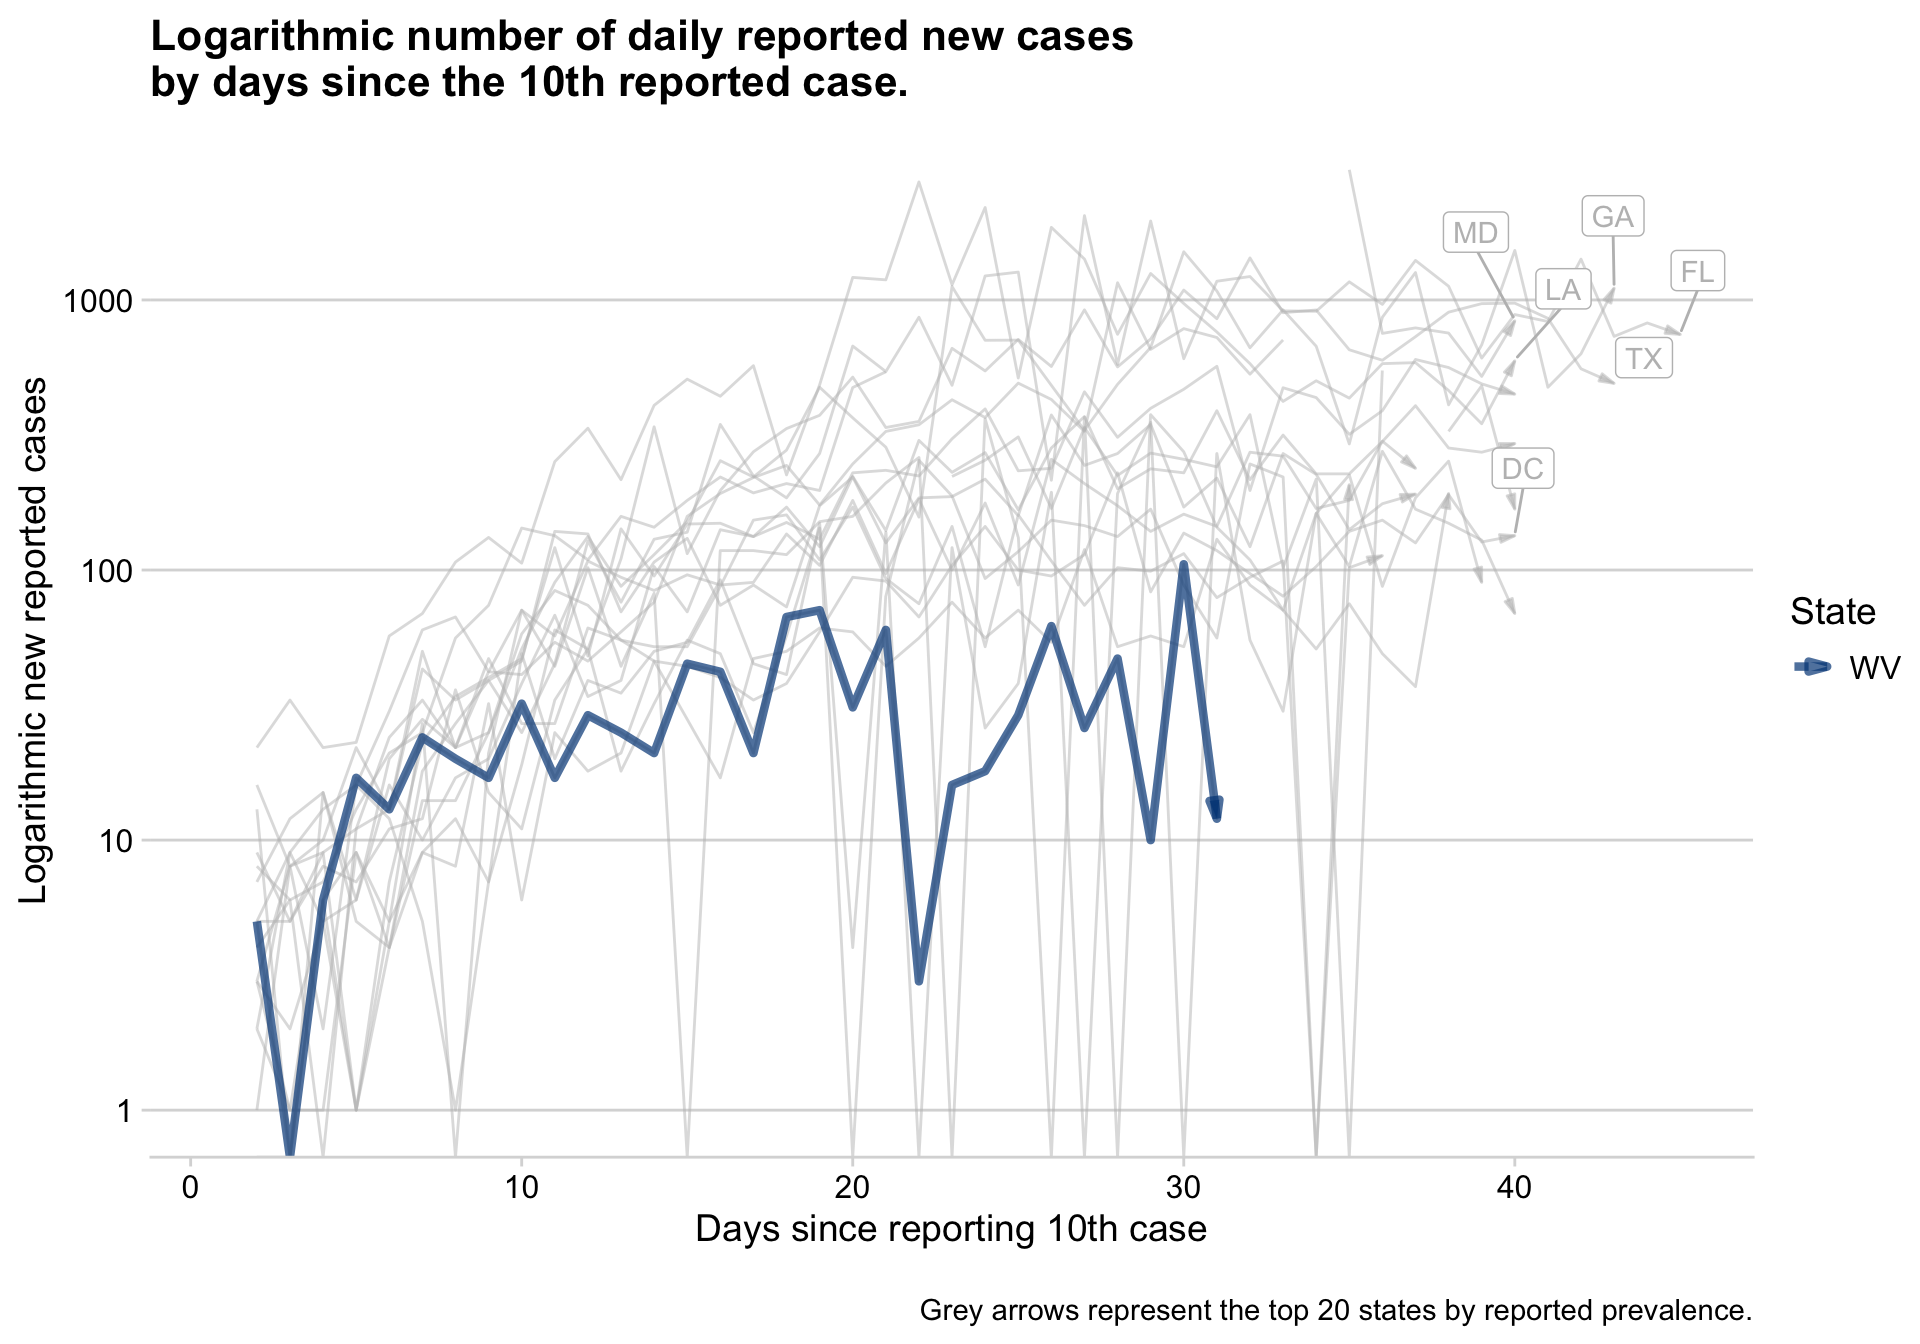 Logarithmic number of daily reported new cases
by days since the 10th reported case.
Logarithmic new reported cases
1000
100
10
1
MD
GA
LA
FL
TX
DC
State
WV
0
10
20
30
40
Days since reporting 10th case
Grey arrows represent the top 20 states by reported prevalence.